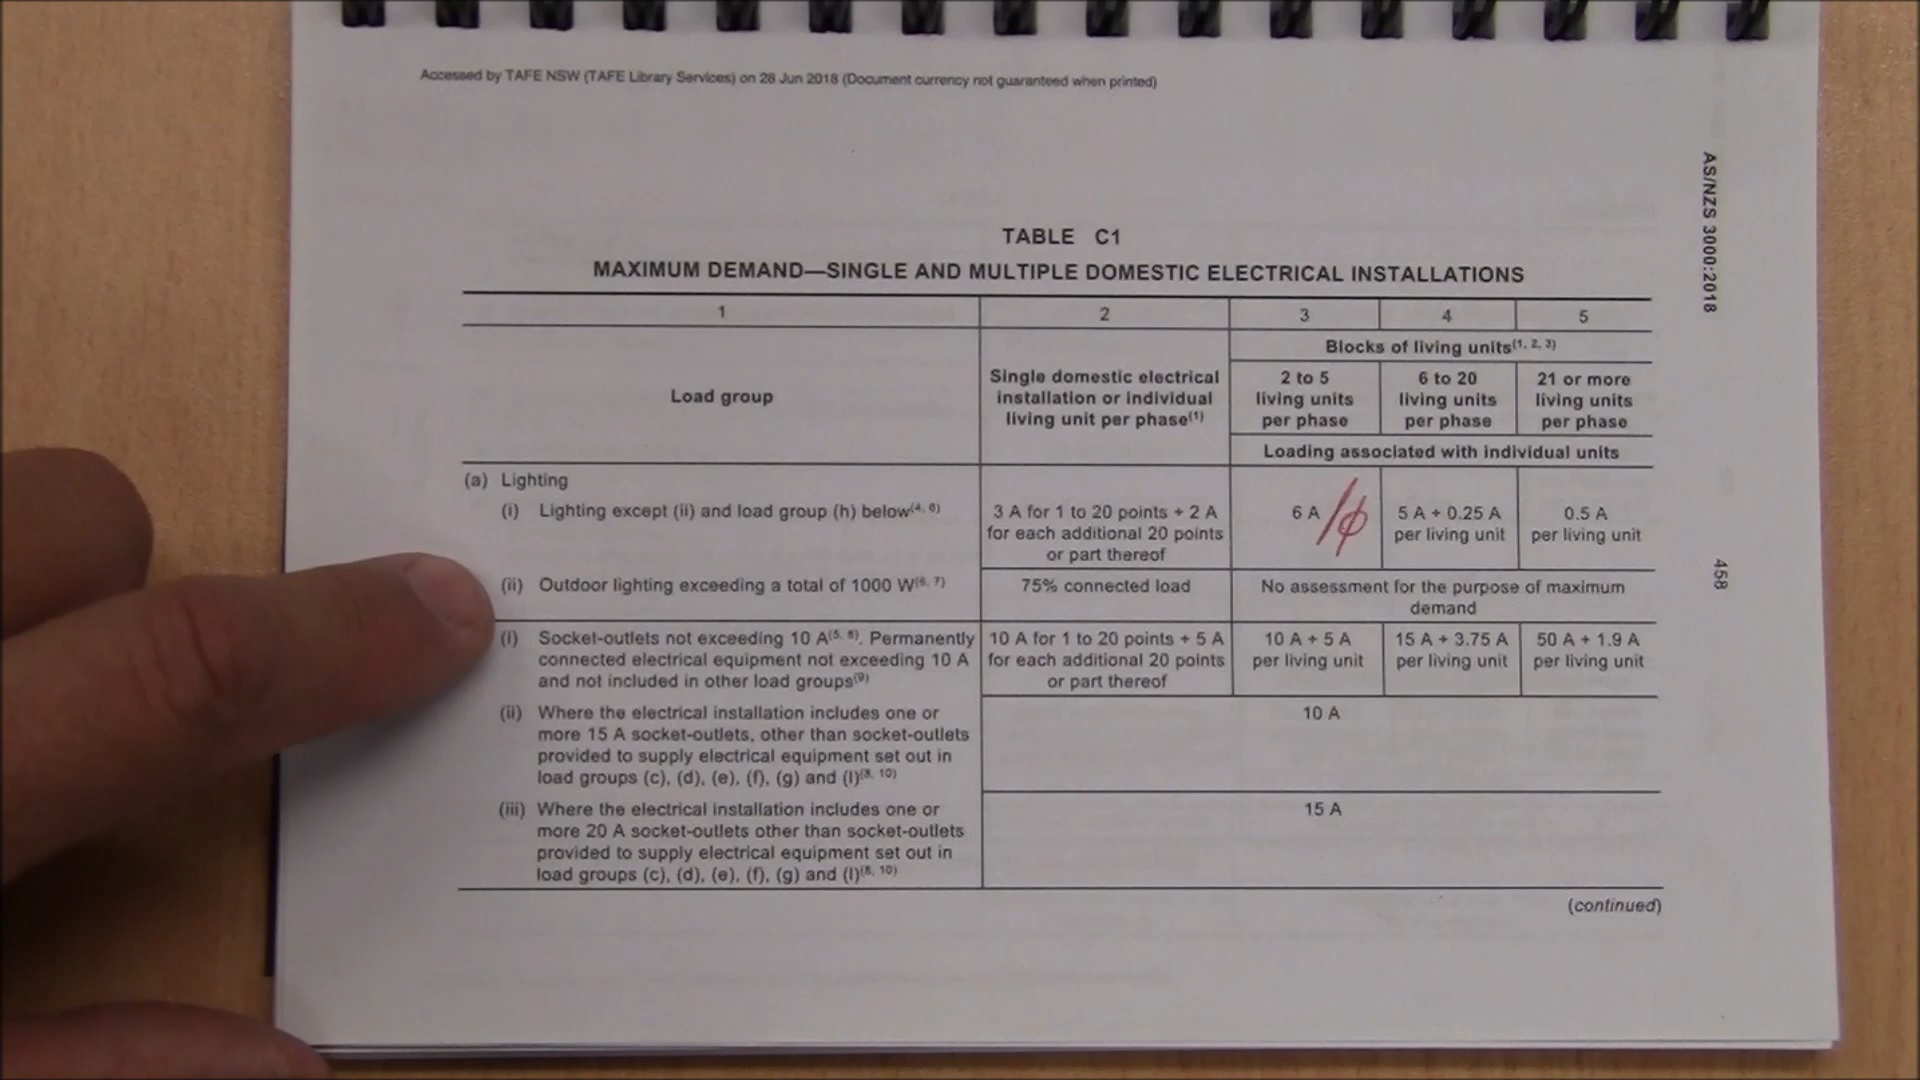 Accessed by TAFE NSW (TAFE Library Services) on 28 Jun 2018 (Document currency not guaranteed when printed)
AS/NZS 3000:2018
458
TABLE C1
MAXIMUM DEMAND—SINGLE AND MULTIPLE DOMESTIC ELECTRICAL INSTALLATIONS
1 2 3 4 5
Load group
Single domestic electrical
installation or individual
living unit per phase(1)
Blocks of living units(1, 2, 3)
2 to 5
living units
per phase
6 to 20
living units
per phase
21 or more
living units
per phase
Loading associated with individual units
(a) Lighting
(i) Lighting except (ii) and load group (h) below(4, 6)
3 A for 1 to 20 points + 2 A
for each additional 20 points
or part thereof
6 A /ϕ
5 A + 0.25 A
per living unit
0.5 A
per living unit
(ii) Outdoor lighting exceeding a total of 1000 W(6, 7)
75% connected load
No assessment for the purpose of maximum
demand
(i) Socket-outlets not exceeding 10 A(5, 8). Permanently
connected electrical equipment not exceeding 10 A
and not included in other load groups(9)
10 A for 1 to 20 points + 5 A
for each additional 20 points
or part thereof
10 A + 5 A
per living unit
15 A + 3.75 A
per living unit
50 A + 1.9 A
per living unit
(ii) Where the electrical installation includes one or
more 15 A socket-outlets, other than socket-outlets
provided to supply electrical equipment set out in
load groups (c), (d), (e), (f), (g) and (l)(8, 10)
10 A
(iii) Where the electrical installation includes one or
more 20 A socket-outlets other than socket-outlets
provided to supply electrical equipment set out in
load groups (c), (d), (e), (f), (g) and (l)(8, 10)
15 A
(continued)